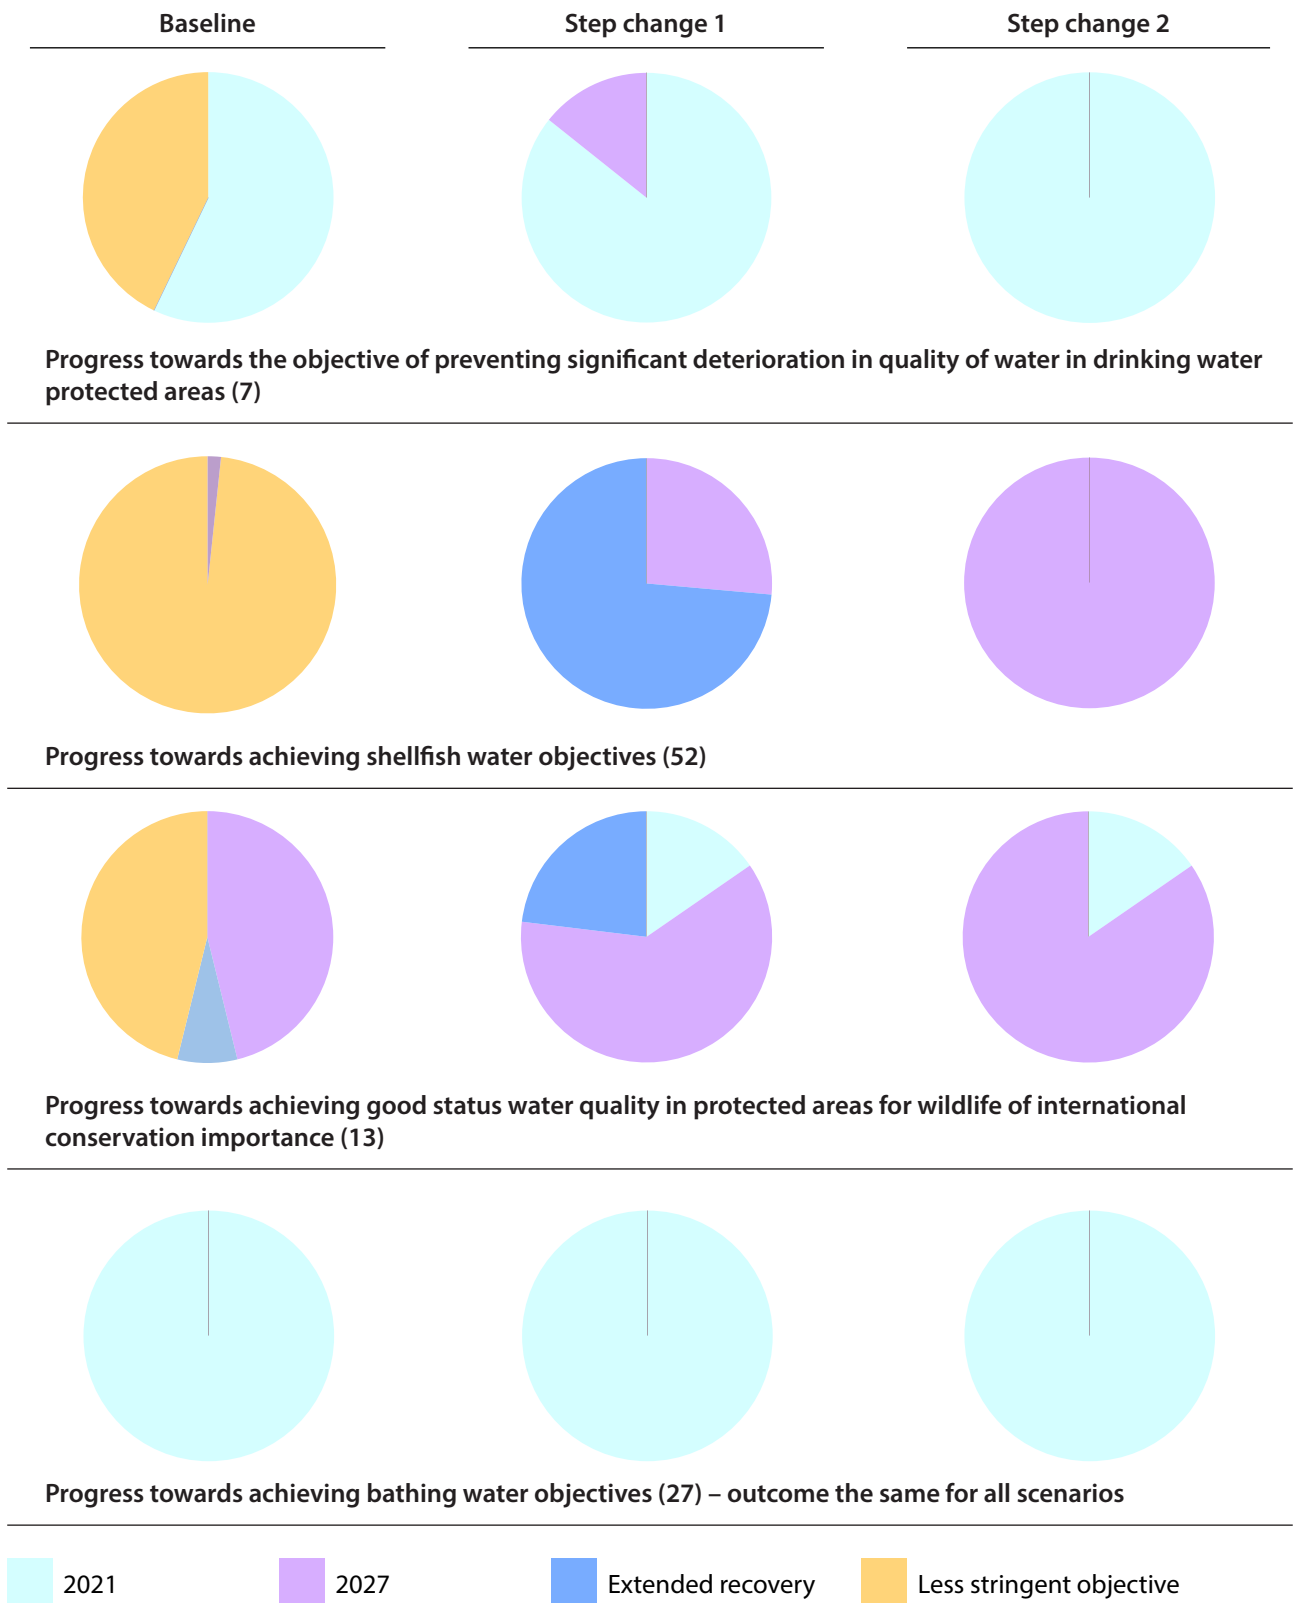 Baseline
Step change 1
Step change 2
Progress towards the objective of preventing significant deterioration in quality of water in drinking water
protected areas (7)
Progress towards achieving shellfish water objectives (52)
Progress towards achieving good status water quality in protected areas for wildlife of international
conservation importance (13)
Progress towards achieving bathing water objectives (27) – outcome the same for all scenarios
2021
2027
Extended recovery
Less stringent objective